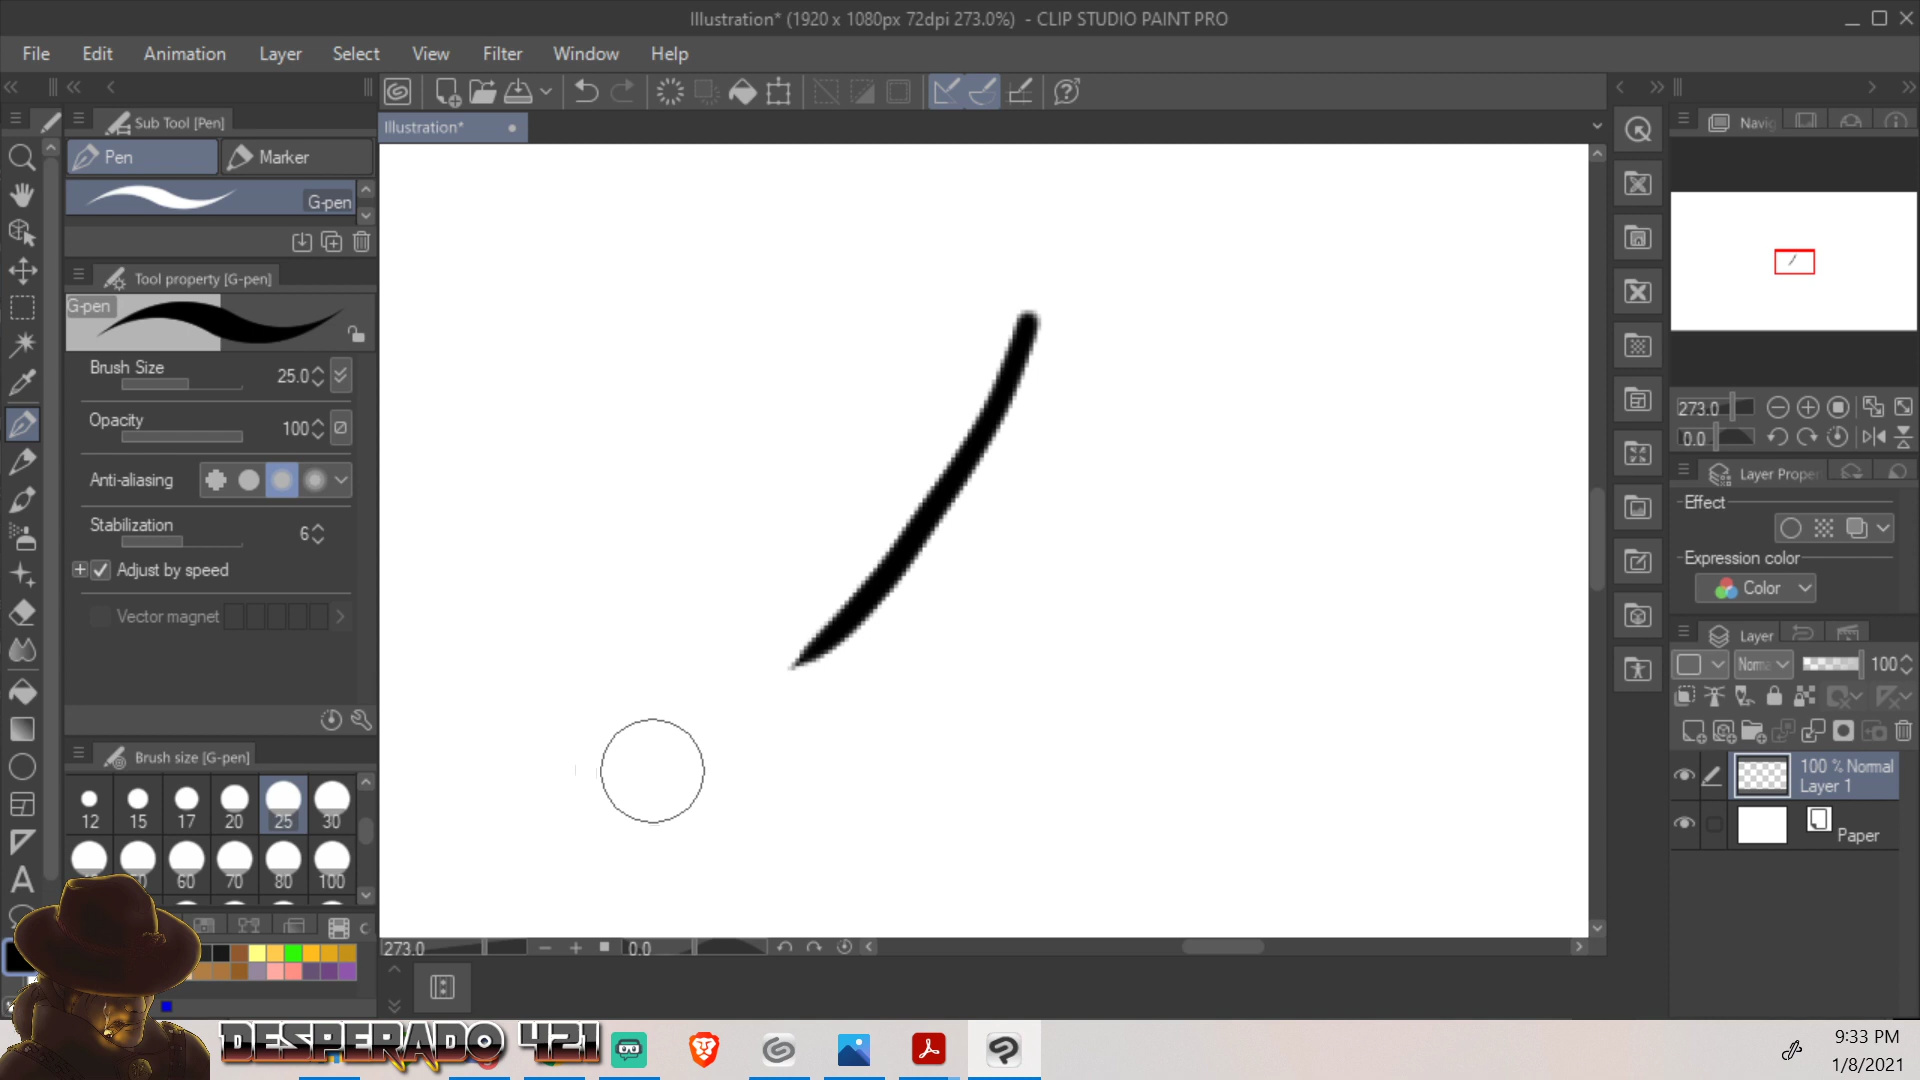 Illustration* (1920 x 1080px 72dpi 273.0%) - CLIP STUDIO PAINT PRO
File Edit Animation Layer Select View Filter Window Help
Sub Tool [Pen]
Illustration*
Pen Marker
G-pen
Tool property [G-pen]
G-pen
Brush Size 25.0
Opacity 100
Anti-aliasing
Stabilization 6
Adjust by speed
Vector magnet
Brush size [G-pen]
12 15 17 20 25 30
60 70 80 100
273.0 0.0
Navig
273.0
0.0
Layer Prope
Effect
Expression color
Color
Layer
Norm 100
100 % Normal
Layer 1
Paper
DESPERADO 421
9:33 PM
1/8/2021